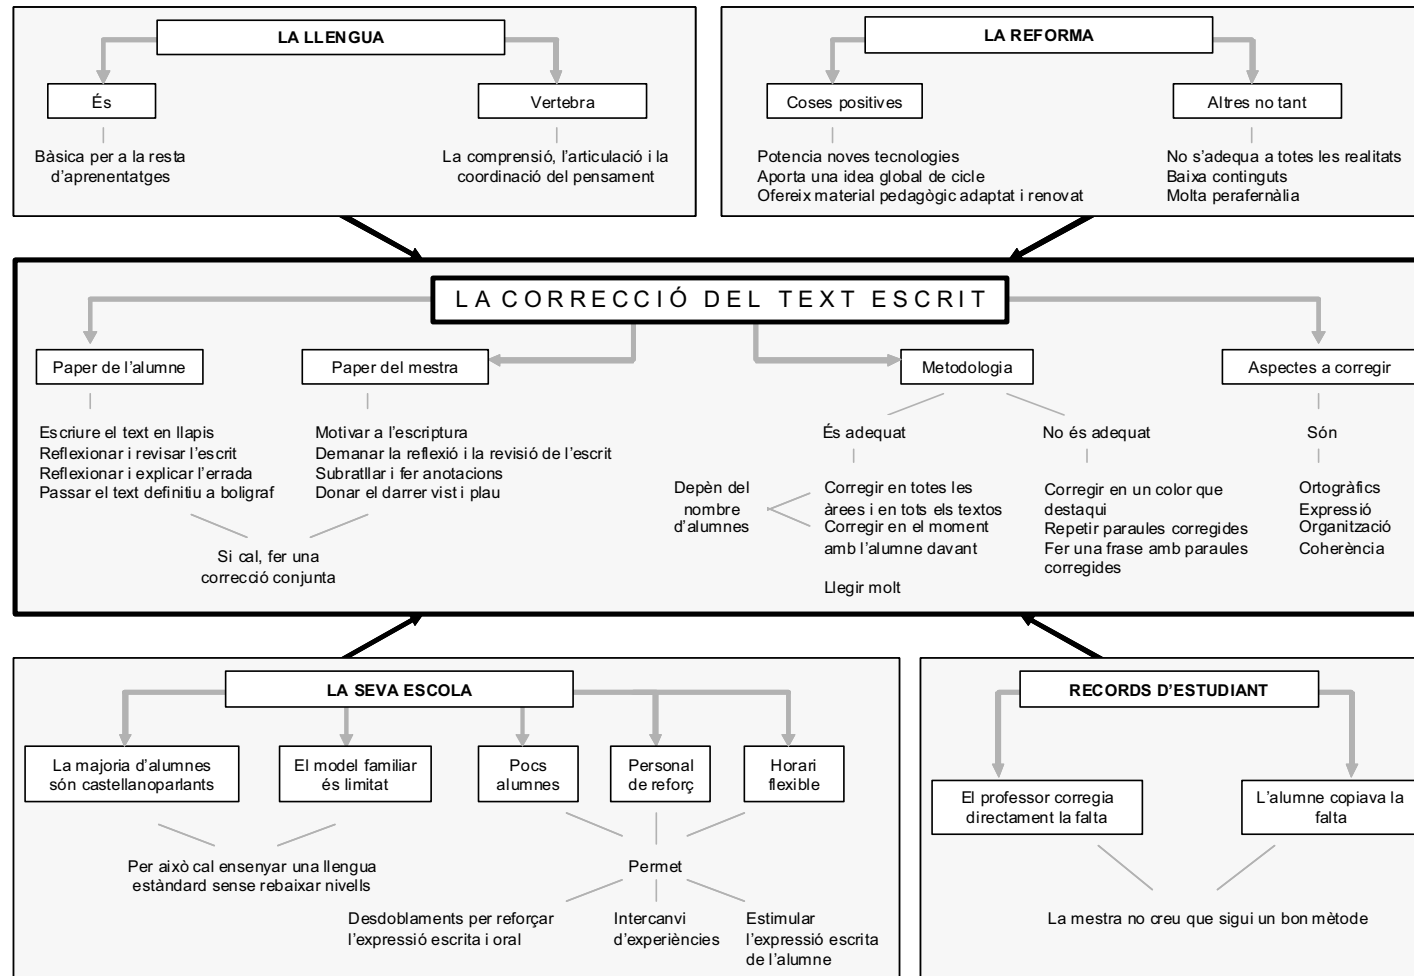 LA LLENGUA
És
Bàsica per a la resta
d'aprenentatges
Vertebra
La comprensió, l'articulació i la
coordinació del pensament
LA REFORMA
Coses positives
Potencia noves tecnologies
Aporta una idea global de cicle
Ofereix material pedagògic adaptat i renovat
Altres no tant
No s'adequa a totes les realitats
Baixa continguts
Molta perafernàlia
LA CORRECCIÓ DEL TEXT ESCRIT
Paper de l'alumne
Escriure el text en llapis
Reflexionar i revisar l'escrit
Reflexionar i explicar l'errada
Passar el text definitiu a boligraf
Paper del mestra
Motivar a l'escriptura
Demanar la reflexió i la revisió de l'escrit
Subratllar i fer anotacions
Donar el darrer vist i plau
Si cal, fer una
correcció conjunta
Metodologia
És adequat
Depèn del
nombre
d'alumnes
Corregir en totes les
àrees i en tots els textos
Corregir en el moment
amb l'alumne davant
Llegir molt
No és adequat
Corregir en un color que
destaqui
Repetir paraules corregides
Fer una frase amb paraules
corregides
Aspectes a corregir
Són
Ortogràfics
Expressió
Organització
Coherència
LA SEVA ESCOLA
La majoria d'alumnes
són castellanoparlants
El model familiar
és limitat
Pocs
alumnes
Personal
de reforç
Horari
flexible
Per això cal ensenyar una llengua
estàndard sense rebaixar nivells
Permet
Desdoblaments per reforçar
l'expressió escrita i oral
Intercanvi
d'experiències
Estimular
l'expressió escrita
de l'alumne
RECORDS D'ESTUDIANT
El professor corregia
directament la falta
L'alumne copiava la
falta
La mestra no creu que sigui un bon mètode